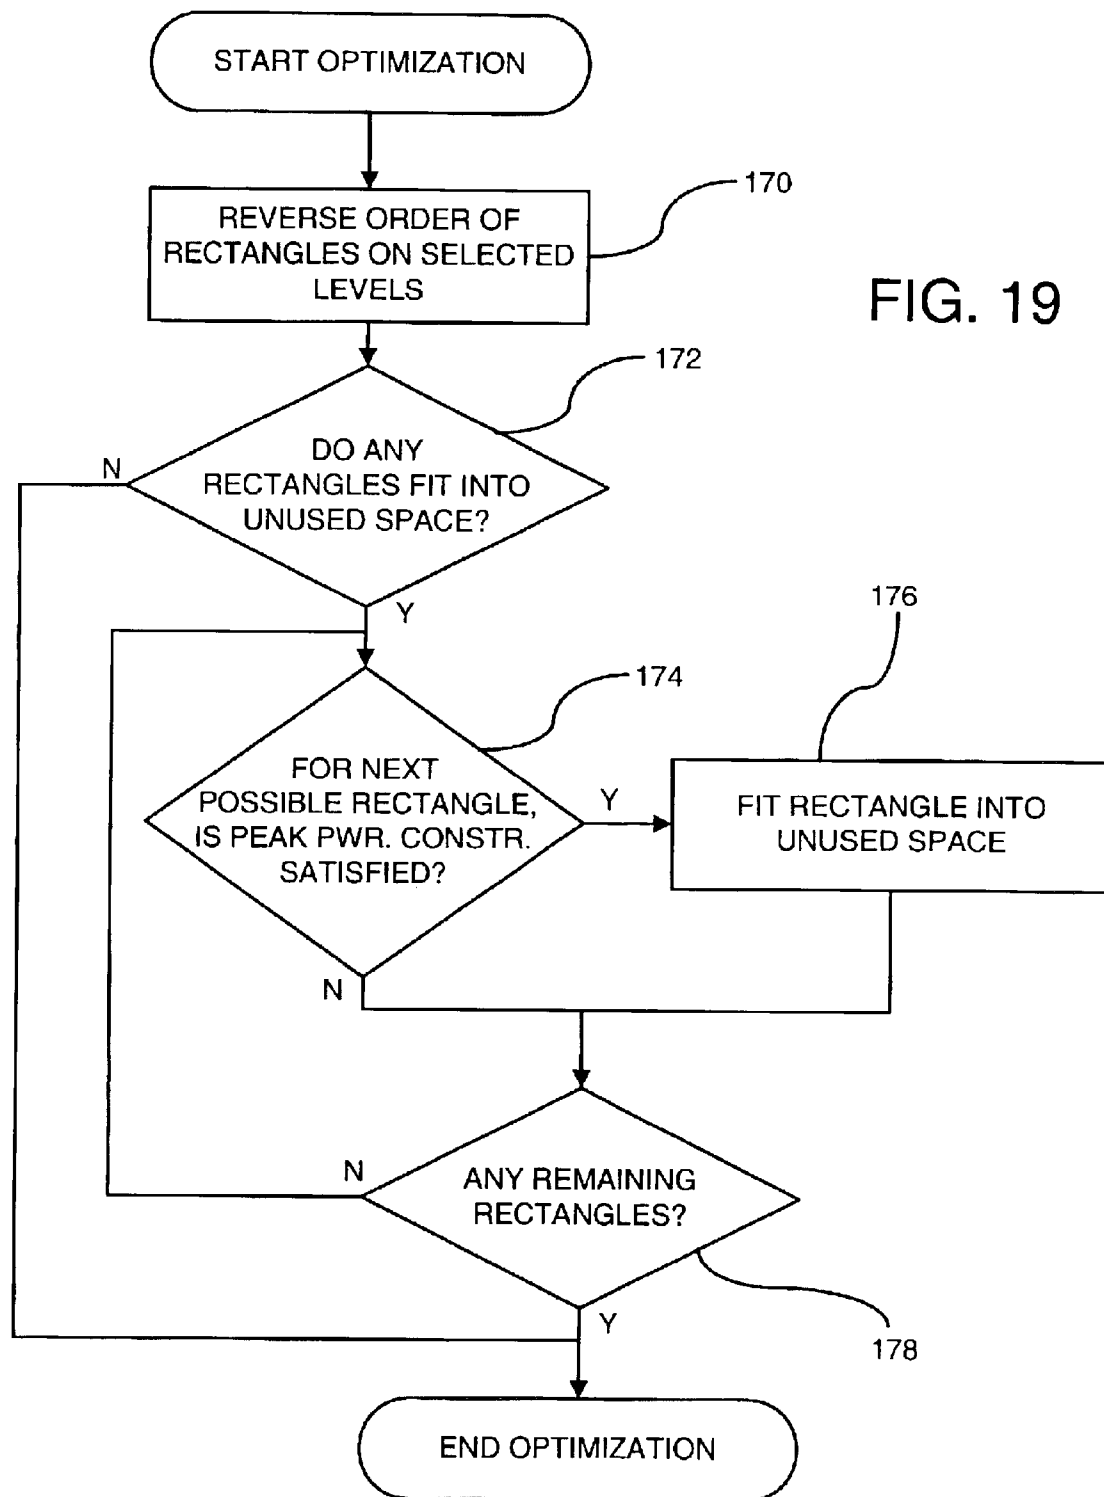 START OPTIMIZATION
170
REVERSE ORDER OF
RECTANGLES ON SELECTED
LEVELS
FIG. 19
172
DO ANY
RECTANGLES FIT INTO
UNUSED SPACE?
N
Y
176
174
FOR NEXT
POSSIBLE RECTANGLE,
IS PEAK PWR. CONSTR.
SATISFIED?
Y
FIT RECTANGLE INTO
UNUSED SPACE
N
N
ANY REMAINING
RECTANGLES?
Y
178
END OPTIMIZATION